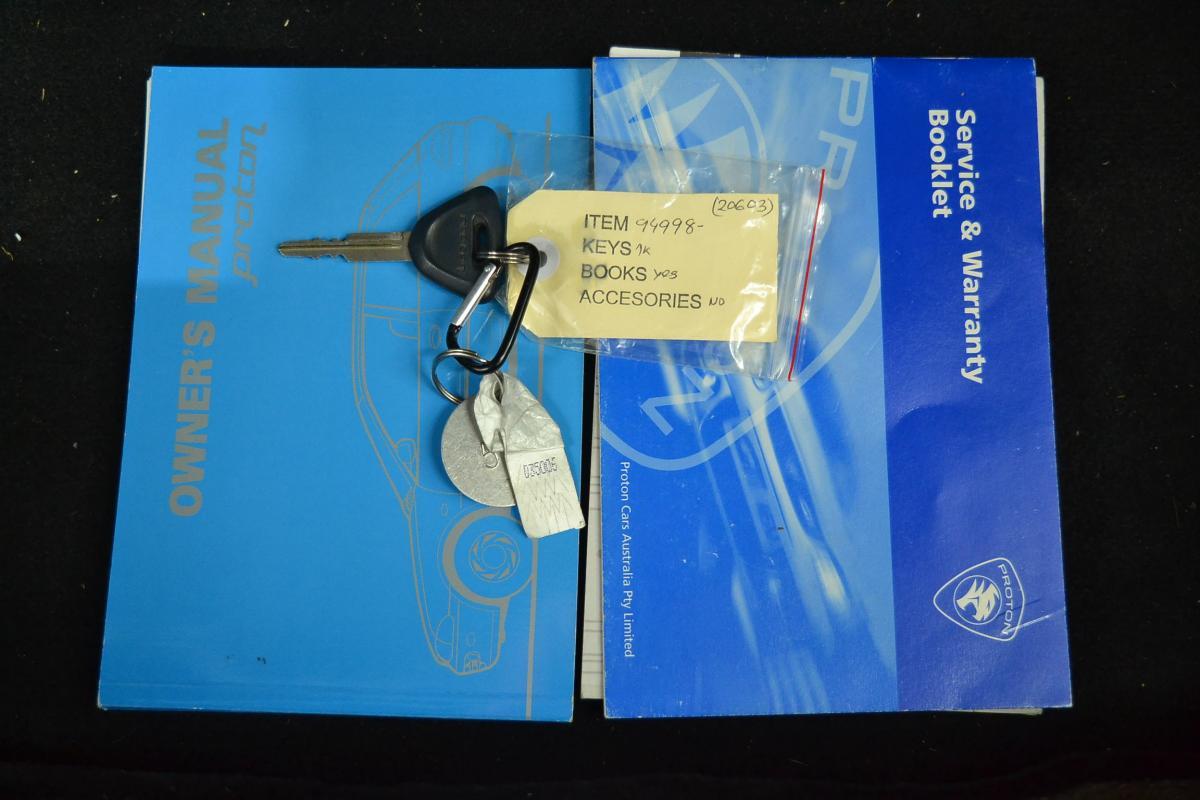 OWNER'S MANUAL
proton
(20603)
ITEM 94998-
KEYS 1K
BOOKS yes
ACCESORIES NO
035006
Service & Warranty
Booklet
PROTON
Proton Cars Australia Pty Limited